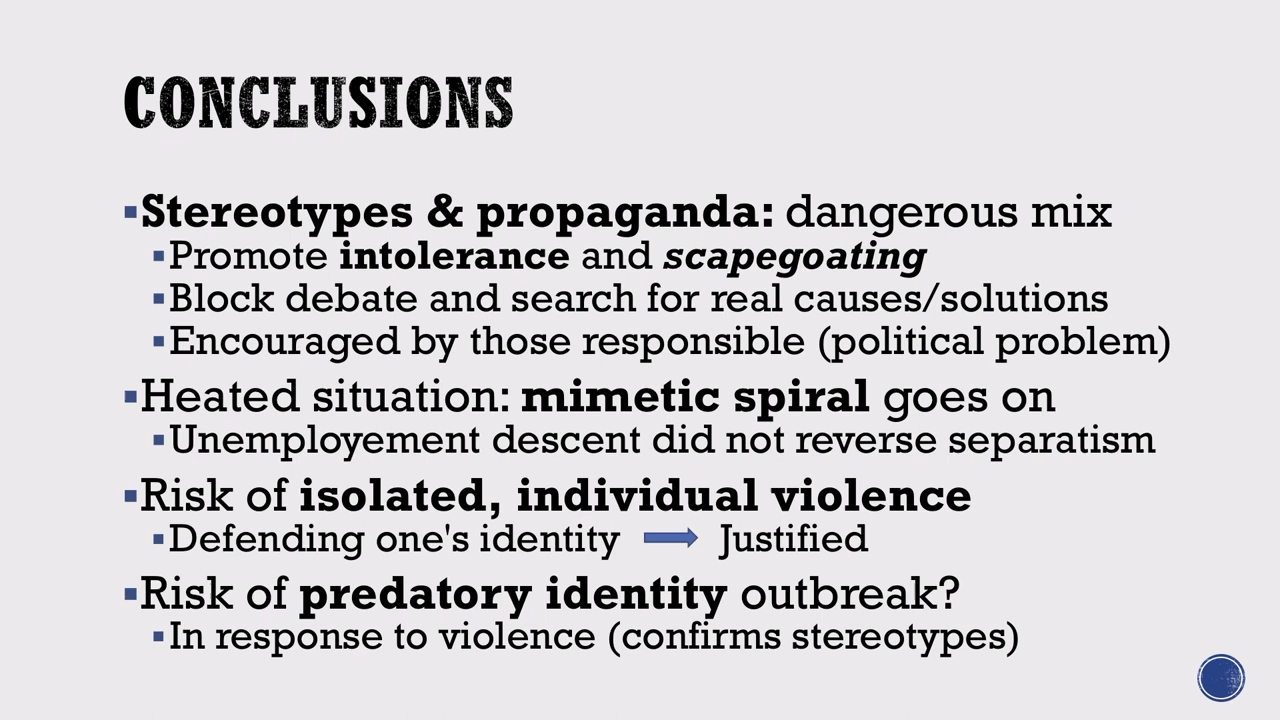 CONCLUSIONS
▪Stereotypes & propaganda: dangerous mix
▪Promote intolerance and scapegoating
▪Block debate and search for real causes/solutions
▪Encouraged by those responsible (political problem)
▪Heated situation: mimetic spiral goes on
▪Unemployement descent did not reverse separatism
▪Risk of isolated, individual violence
▪Defending one's identity Justified
▪Risk of predatory identity outbreak?
▪In response to violence (confirms stereotypes)